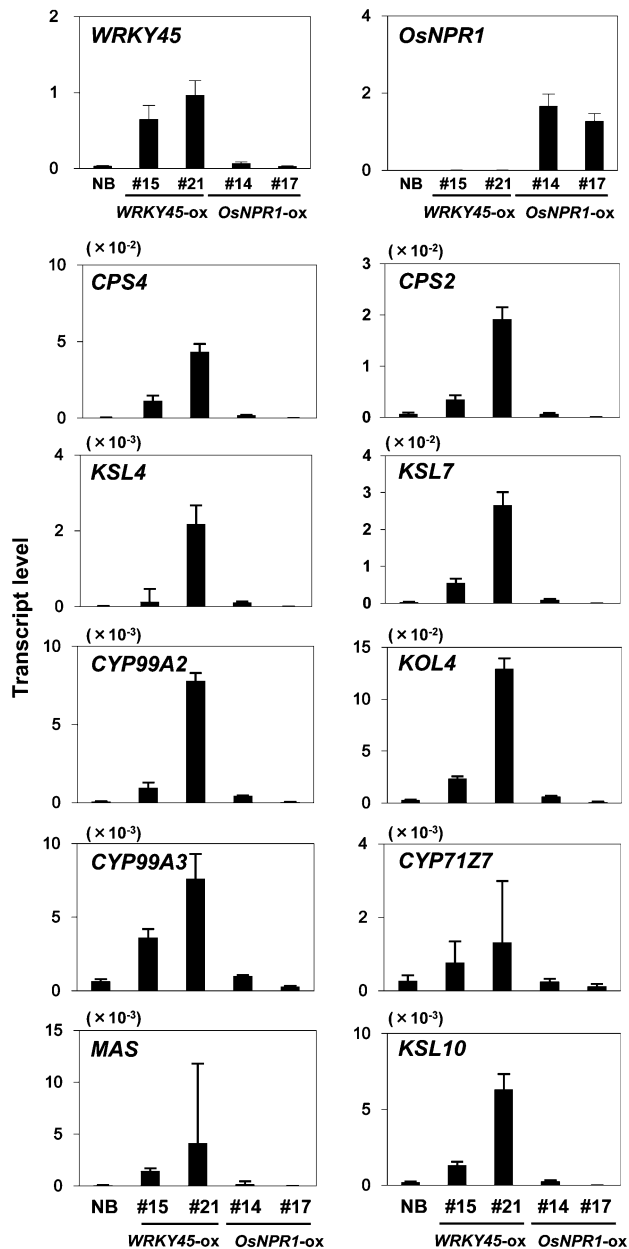 WRKY45
2
1
0
NB #15 #21 #14 #17
WRKY45-ox OsNPR1-ox
OsNPR1
4
2
0
NB #15 #21 #14 #17
WRKY45-ox OsNPR1-ox
Transcript level
(×10-2)
CPS4
10
5
0
(×10-2)
CPS2
3
2
1
0
(×10-3)
KSL4
4
2
0
(×10-2)
KSL7
4
3
2
1
0
(×10-3)
CYP99A2
10
5
0
(×10-2)
KOL4
15
10
5
0
(×10-3)
CYP99A3
10
5
0
(×10-3)
CYP71Z7
4
2
0
(×10-3)
MAS
15
10
5
0
NB #15 #21 #14 #17
WRKY45-ox OsNPR1-ox
(×10-3)
KSL10
10
5
0
NB #15 #21 #14 #17
WRKY45-ox OsNPR1-ox